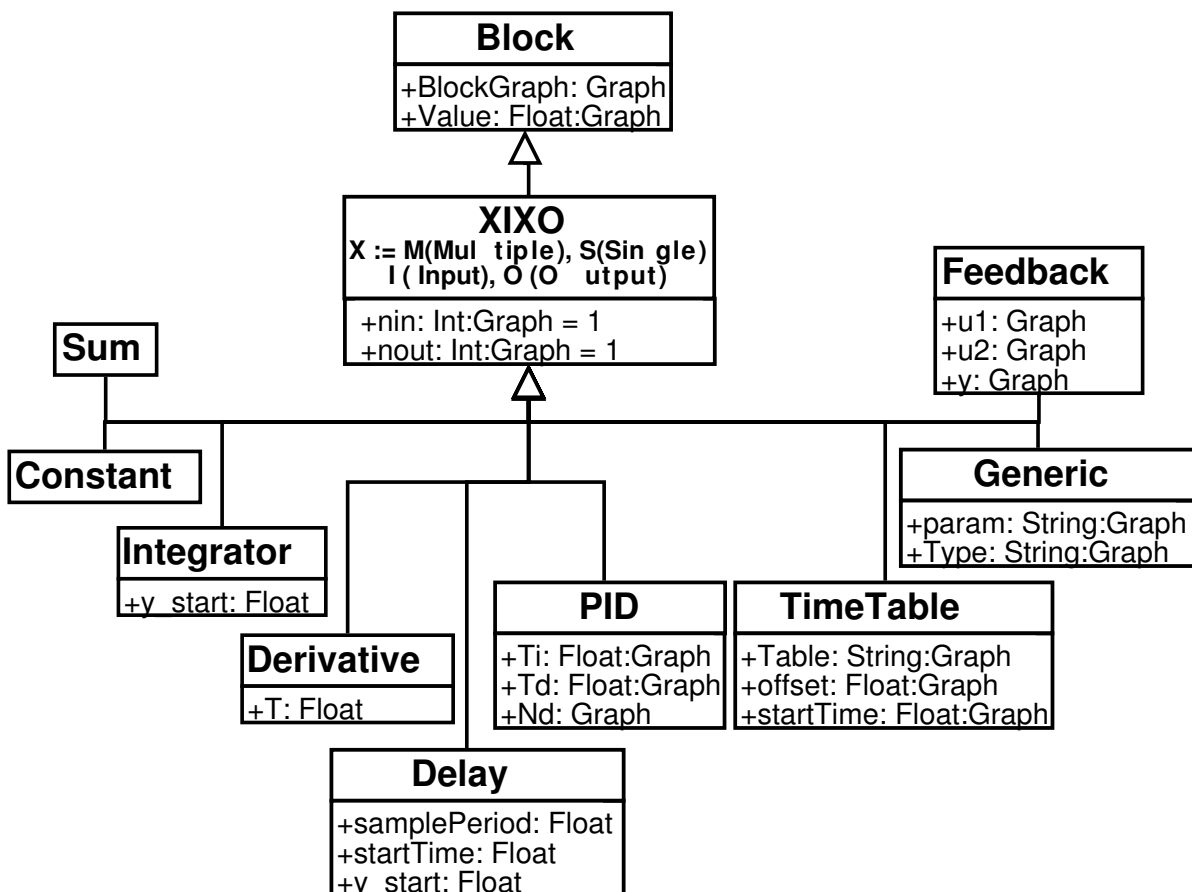 Block
+BlockGraph: Graph
+Value: Float:Graph
XIXO
X := M(Mul tiple), S(Sin gle)
I ( Input), O (O utput)
+nin: Int:Graph = 1
+nout: Int:Graph = 1
Feedback
+u1: Graph
+u2: Graph
+y: Graph
Sum
Constant
Generic
+param: String:Graph
+Type: String:Graph
Integrator
+y_start: Float
Derivative
+T: Float
PID
+Ti: Float:Graph
+Td: Float:Graph
+Nd: Graph
TimeTable
+Table: String:Graph
+offset: Float:Graph
+startTime: Float:Graph
Delay
+samplePeriod: Float
+startTime: Float
+y_start: Float